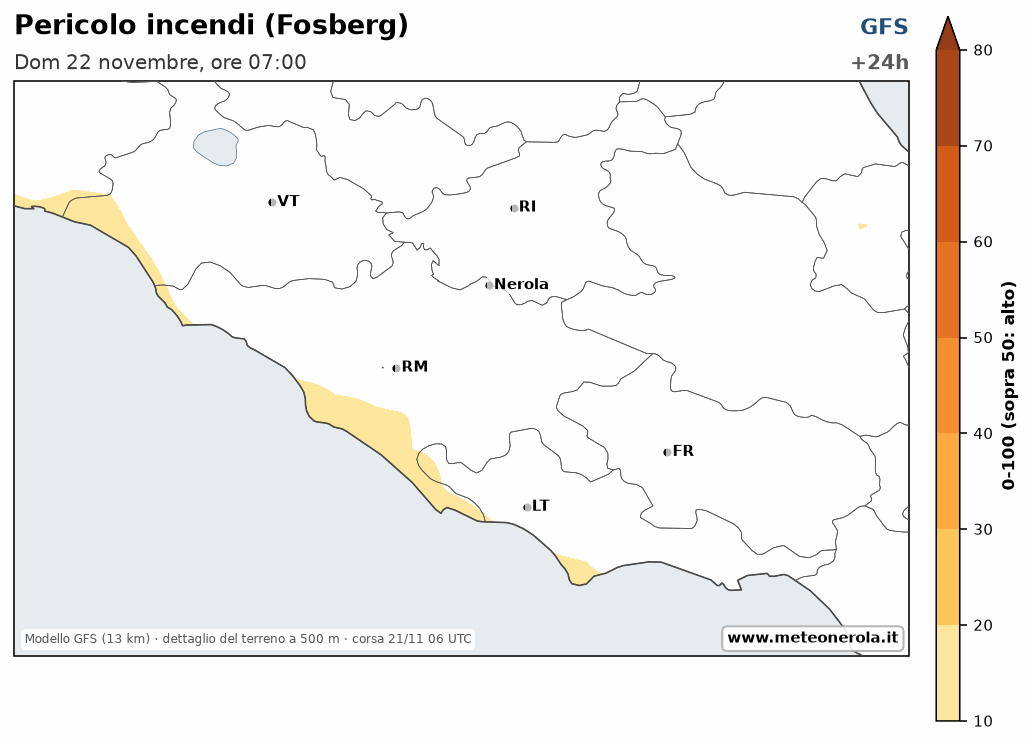 Pericolo incendi (Fosberg)
GFS
Dom 22 novembre, ore 07:00
+24h
80
70
60
50
40
30
20
10
0-100 (sopra 50: alto)
VT
RI
Nerola
RM
FR
LT
Modello GFS (13 km) · dettaglio del terreno a 500 m · corsa 21/11 06 UTC
www.meteonerola.it